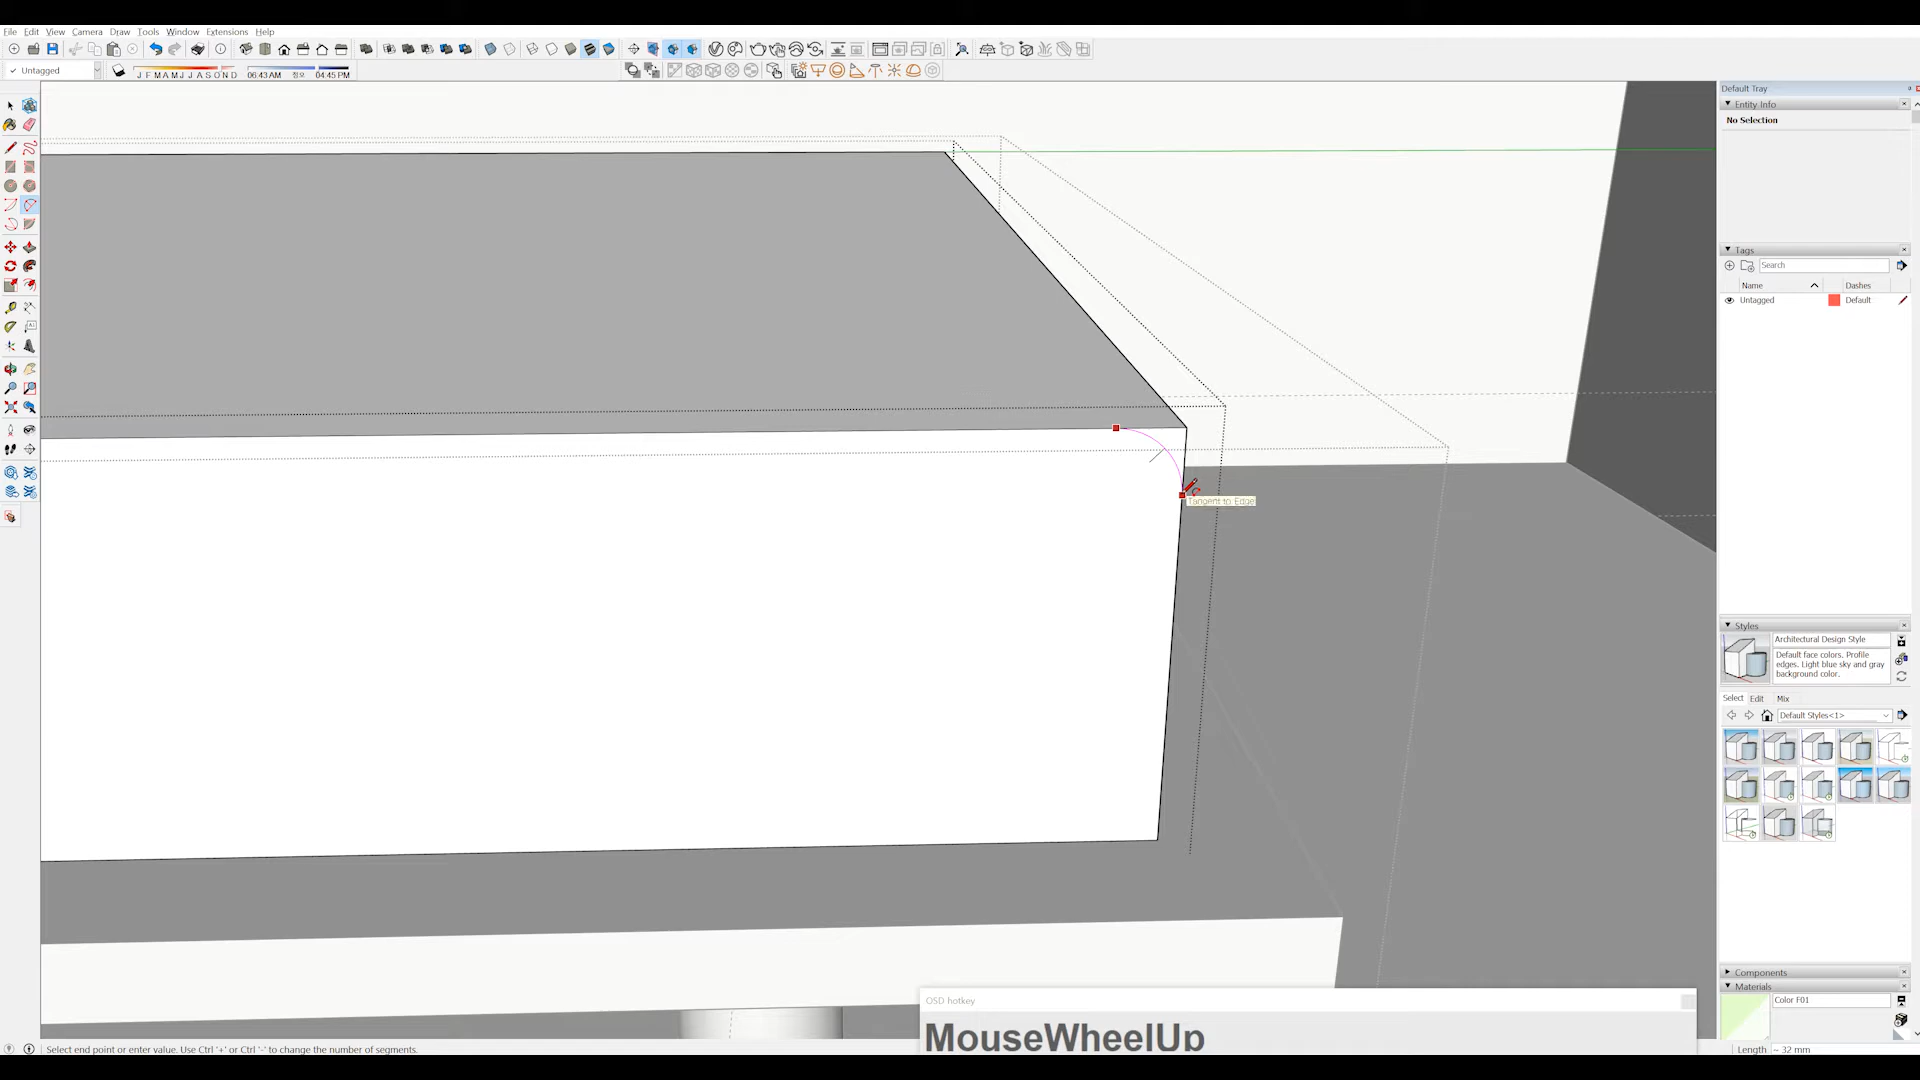 File Edit View Camera Draw Tools Window Extensions Help
✓ Untagged
J F M A M J J A S O N D 06:43 AM 정오 04:45 PM
Default Tray
Entity Info
No Selection
Tags
Search
Name Dashes
Untagged Default
Tangent to Edge
Styles
Architectural Design Style
Default face colors. Profile
edges. Light blue sky and gray
background color.
Select Edit Mix
Default Styles<1>
Components
Materials
Color F01
OSD hotkey
MouseWheelUp
Select end point or enter value. Use Ctrl '+' or Ctrl '-' to change the number of segments.
Length ~ 32 mm